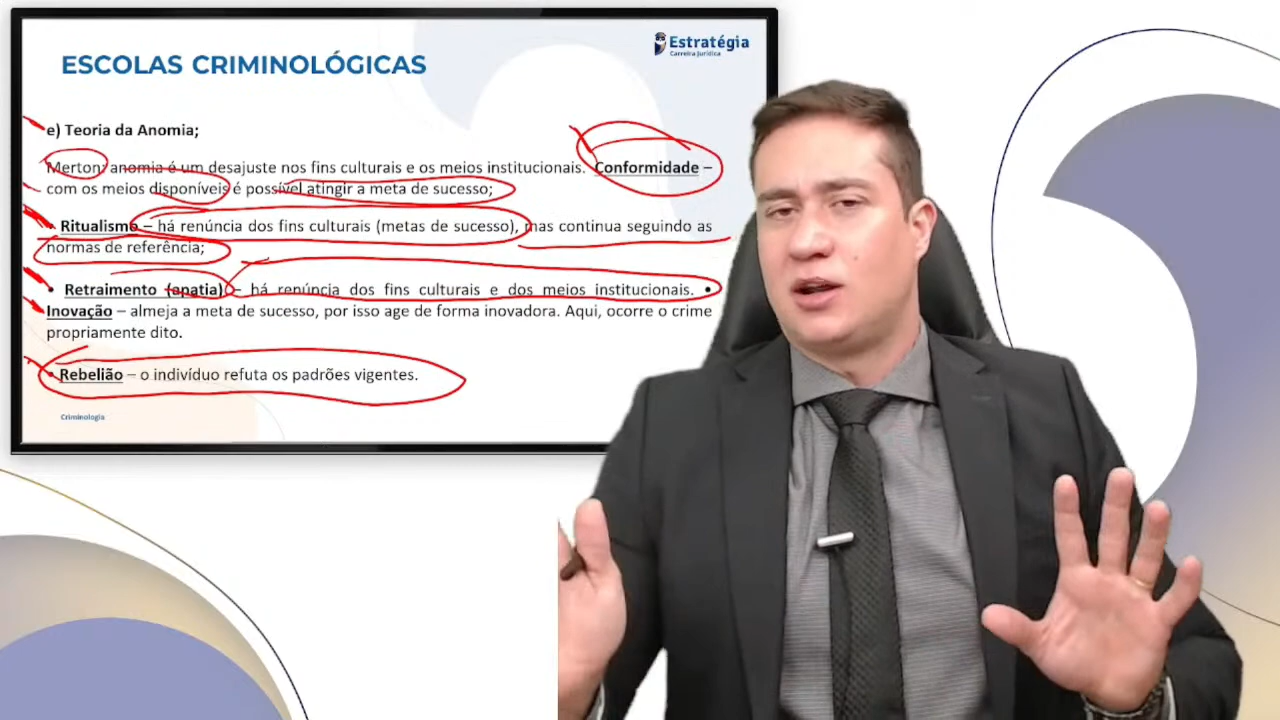 ESCOLAS CRIMINOLÓGICAS
Estratégia
Carreira Jurídica
e) Teoria da Anomia;
Merton: anomia é um desajuste nos fins culturais e os meios institucionais. Conformidade –
com os meios disponíveis é possível atingir a meta de sucesso;
• Ritualismo – há renúncia dos fins culturais (metas de sucesso), mas continua seguindo as
normas de referência;
• Retraimento (apatia) – há renúncia dos fins culturais e dos meios institucionais. •
Inovação – almeja a meta de sucesso, por isso age de forma inovadora. Aqui, ocorre o crime
propriamente dito.
• Rebelião – o indivíduo refuta os padrões vigentes.
Criminologia